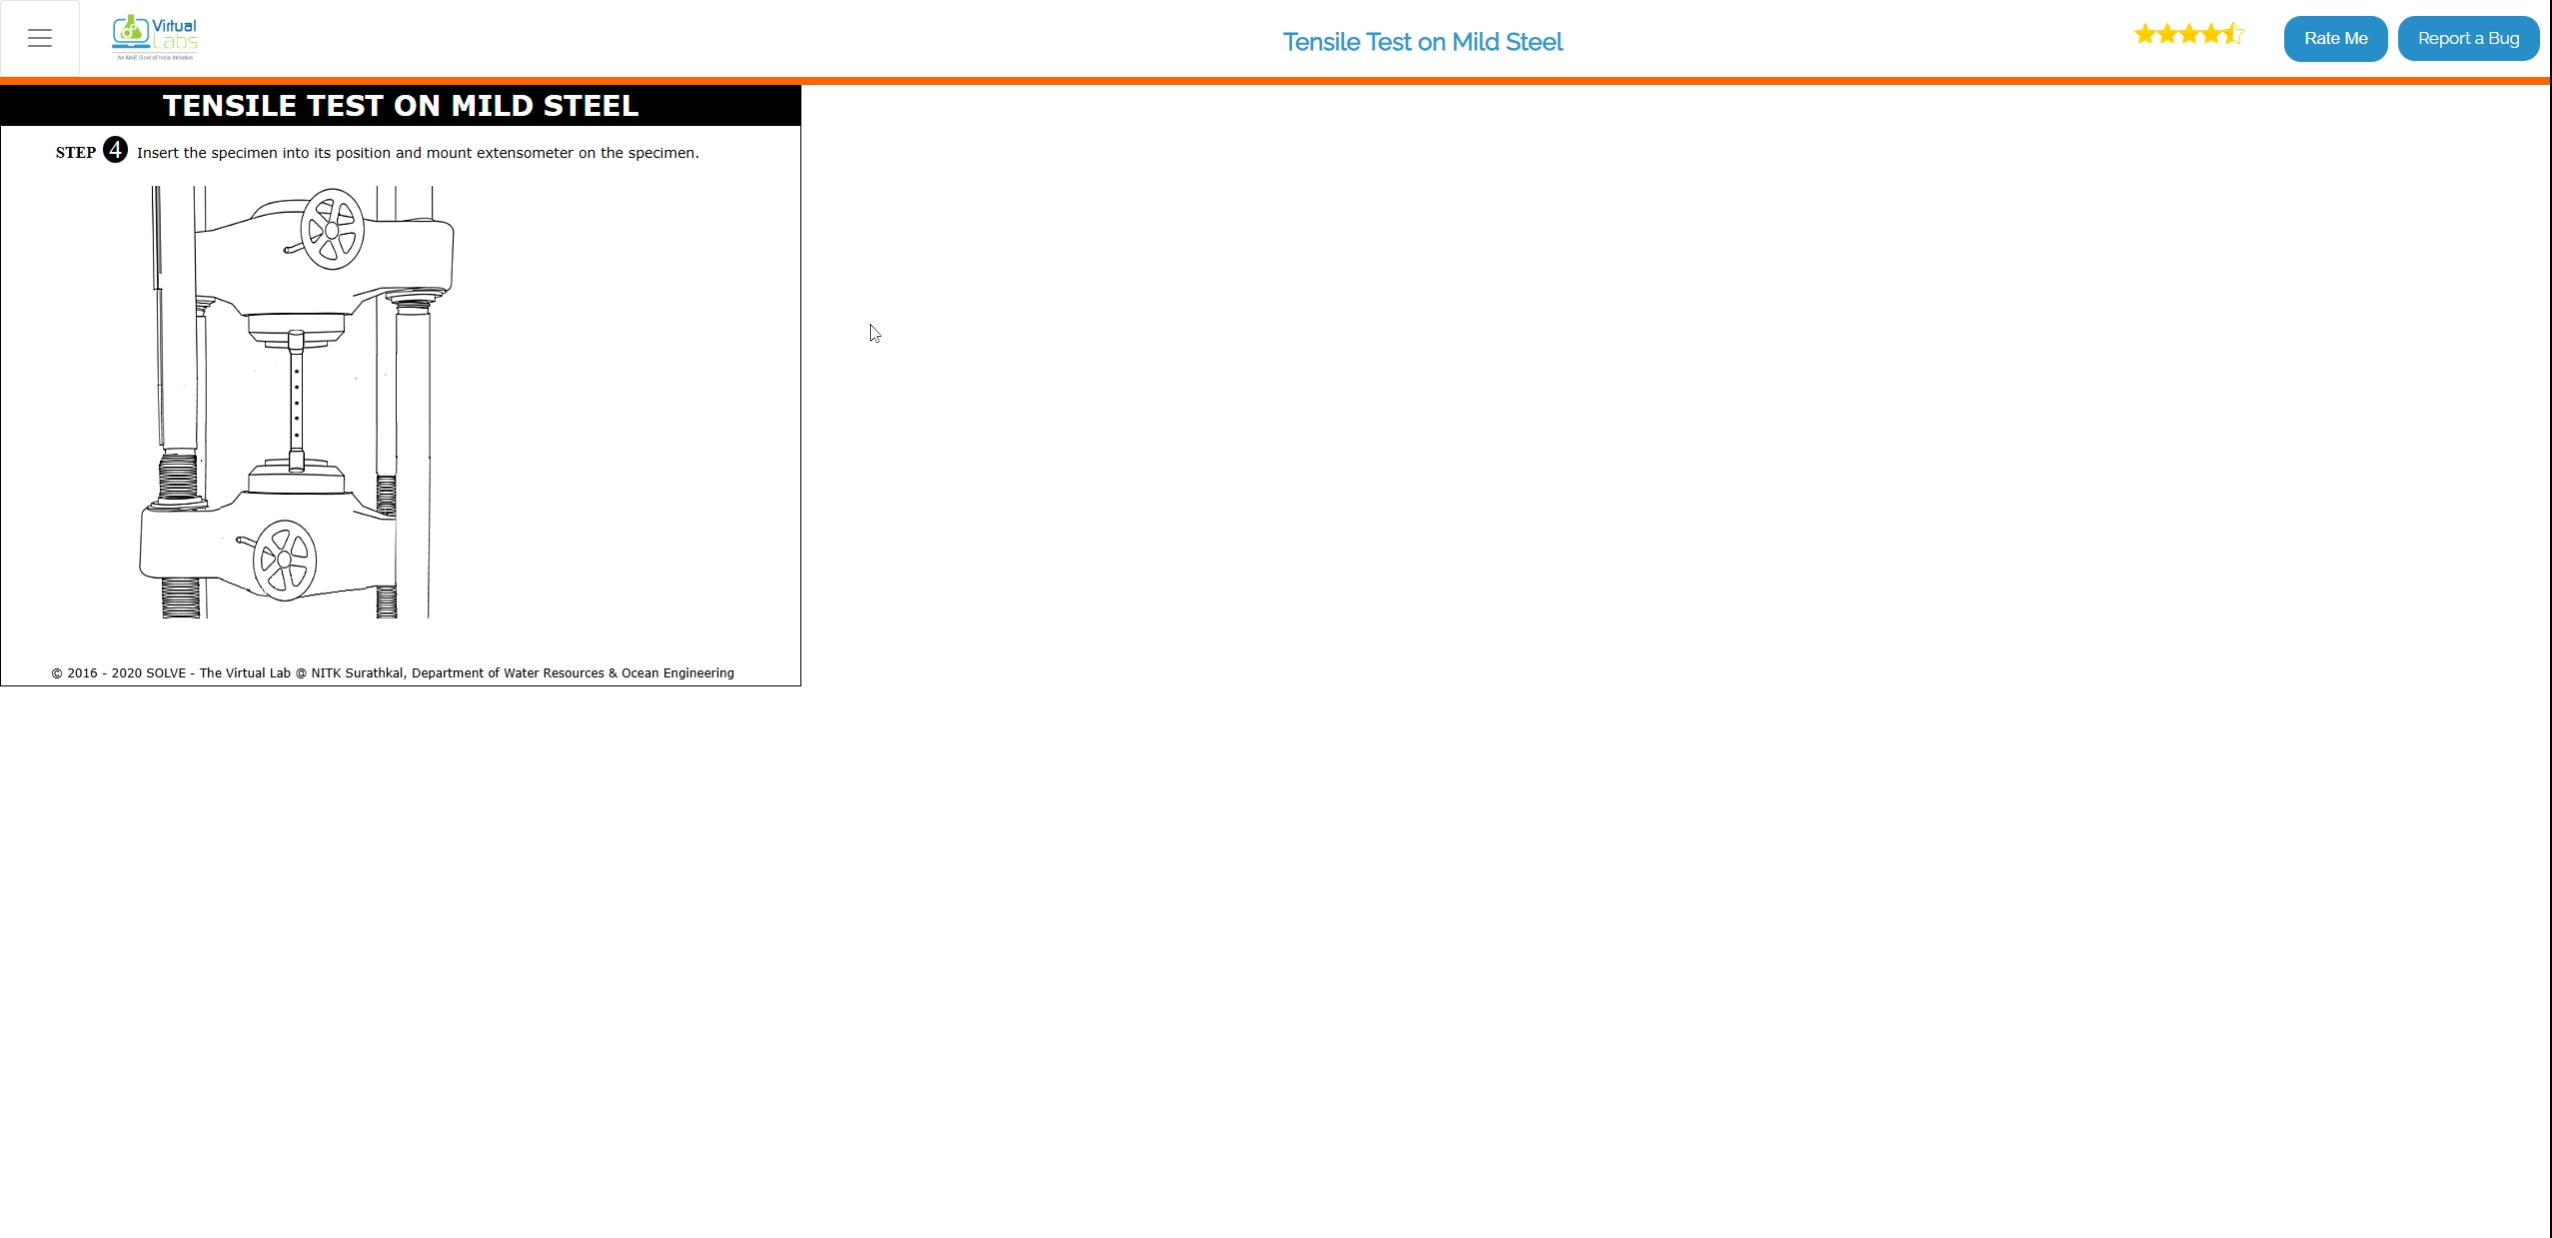 Virtual
Labs
An MoE Govt of India Initiative
Tensile Test on Mild Steel
Rate Me
Report a Bug
TENSILE TEST ON MILD STEEL
STEP 4 Insert the specimen into its position and mount extensometer on the specimen.
© 2016 - 2020 SOLVE - The Virtual Lab @ NITK Surathkal, Department of Water Resources & Ocean Engineering